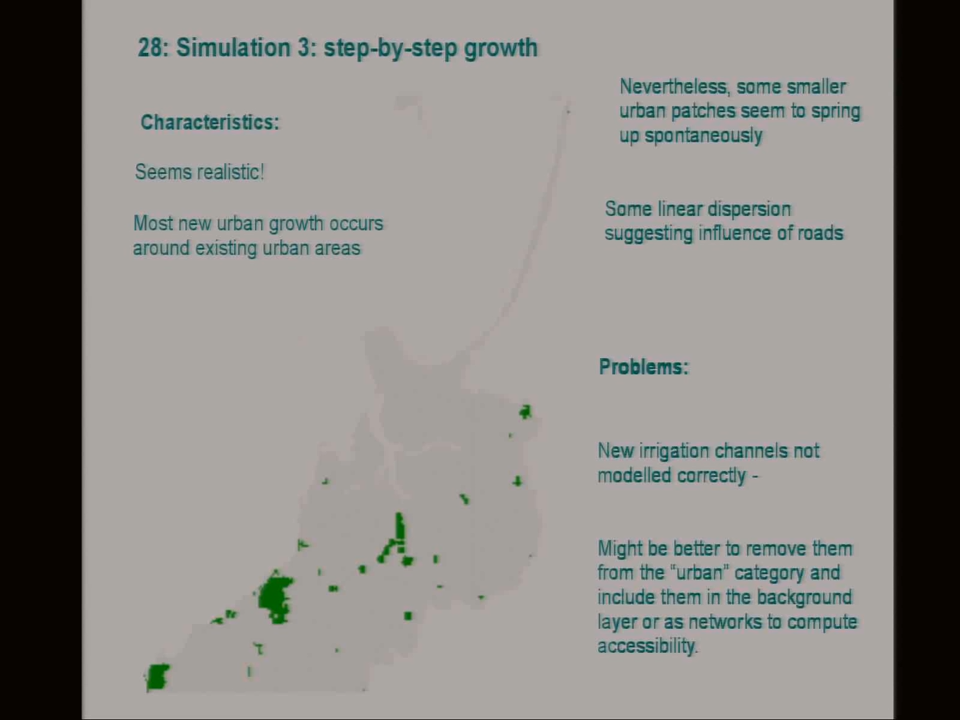 28: Simulation 3: step-by-step growth
Characteristics:
Seems realistic!
Most new urban growth occurs
around existing urban areas
Nevertheless, some smaller
urban patches seem to spring
up spontaneously
Some linear dispersion
suggesting influence of roads
Problems:
New irrigation channels not
modelled correctly -
Might be better to remove them
from the "urban" category and
include them in the background
layer or as networks to compute
accessibility.